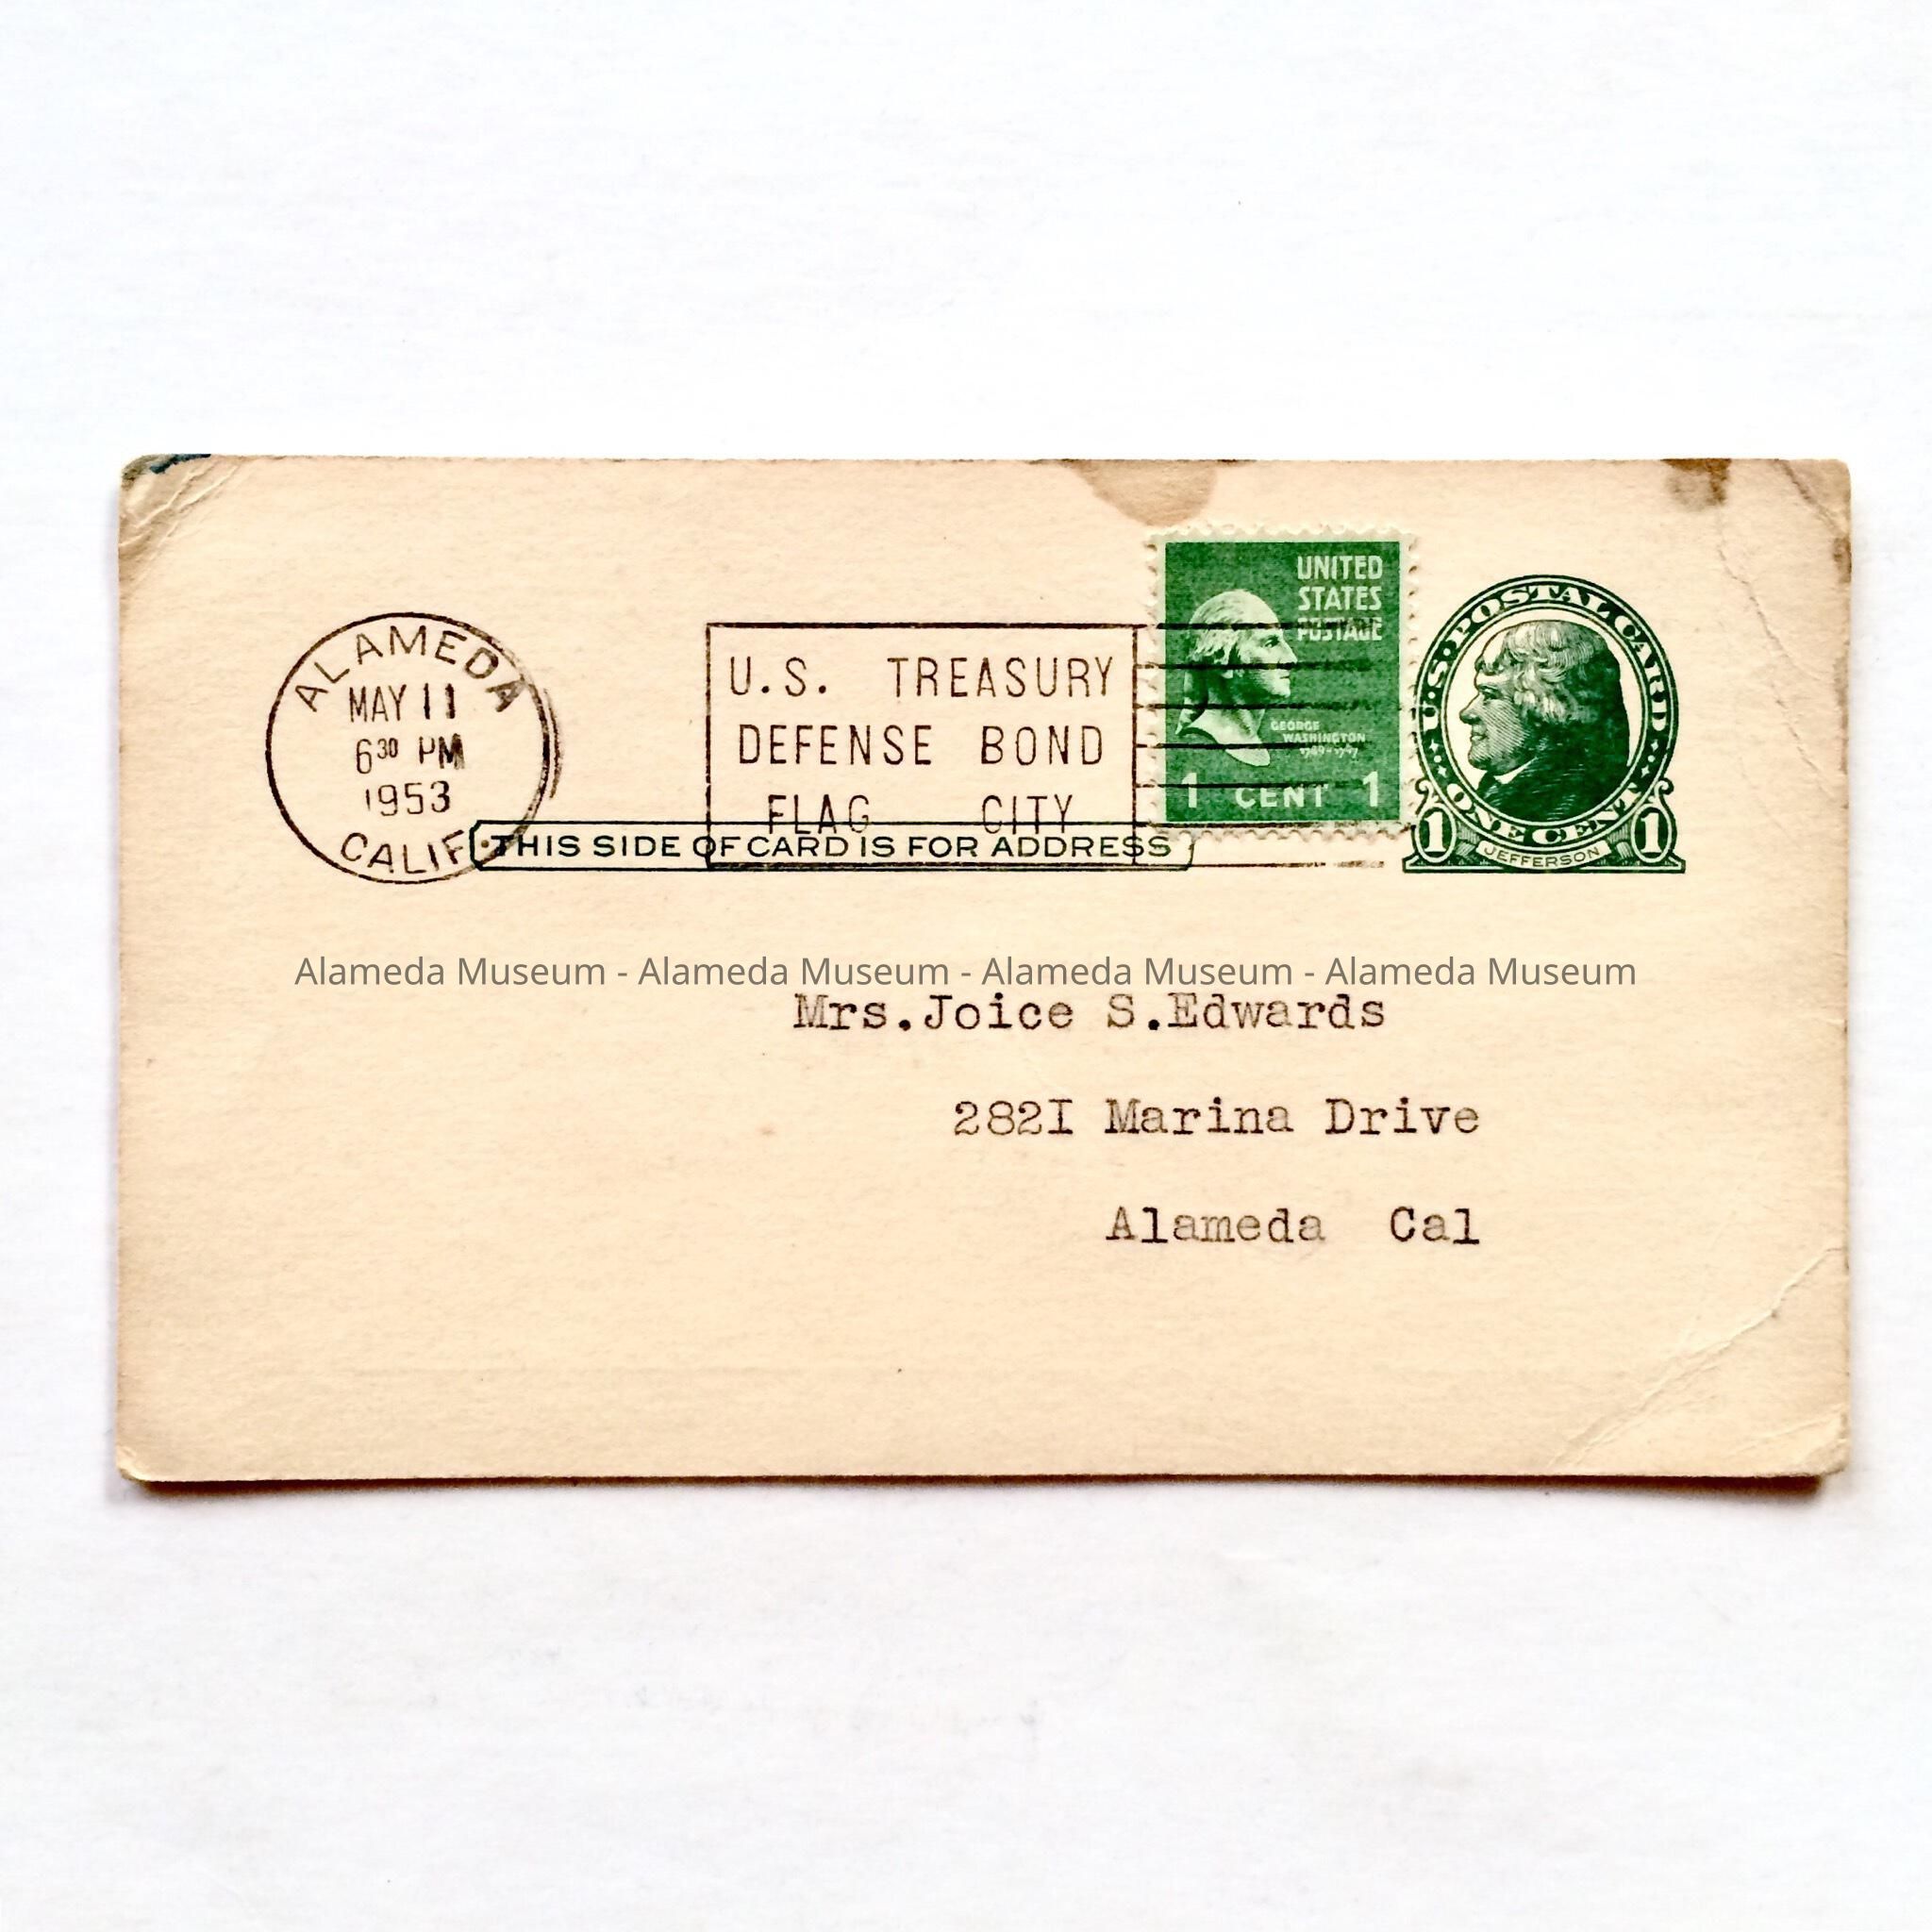 ALAMEDA
MAY 11
6³⁰ PM
1953
CALIF.
U.S. TREASURY
DEFENSE BOND
FLAG CITY
UNITED
STATES
POSTAGE
GEORGE
WASHINGTON
1789-1797
1 CENT 1
U.S. POSTAL CARD
ONE CENT
1 JEFFERSON 1
THIS SIDE OF CARD IS FOR ADDRESS
Alameda Museum - Alameda Museum - Alameda Museum - Alameda Museum
Mrs.Joice S.Edwards
282I Marina Drive
Alameda Cal